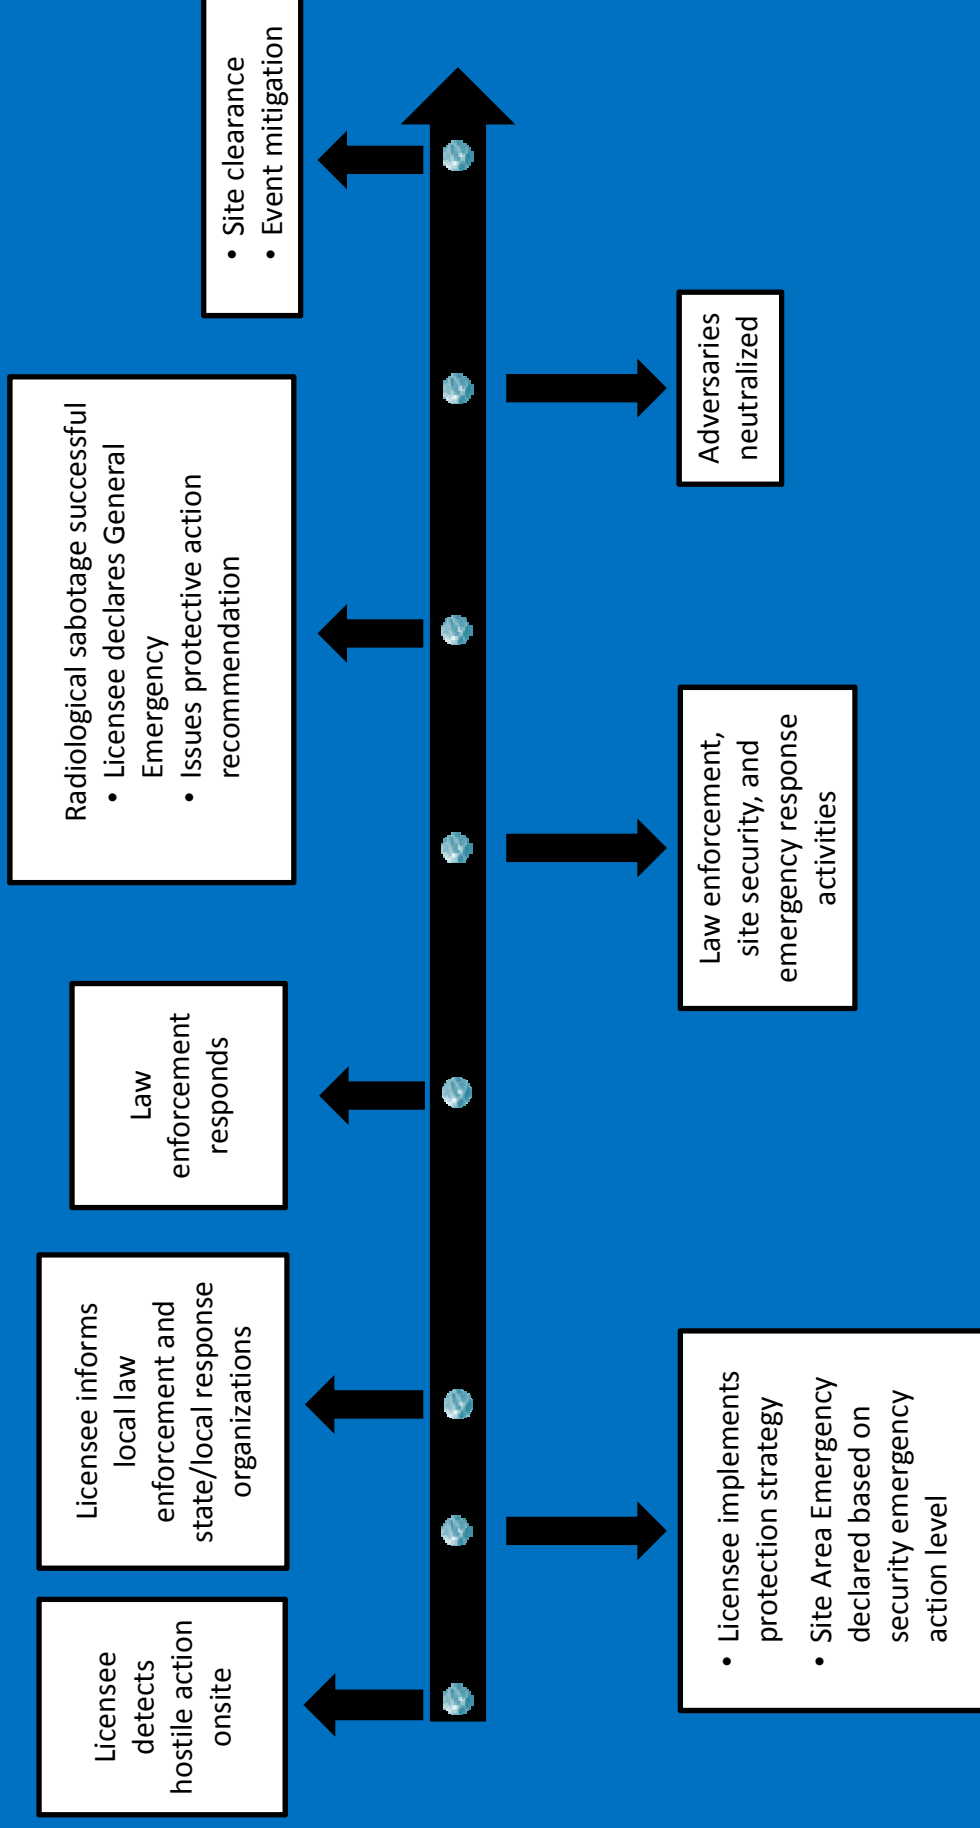 Licensee
detects
hostile action
onsite
• Licensee implements
protection strategy
• Site Area Emergency
declared based on
security emergency
action level
Licensee informs
local law
enforcement and
state/local response
organizations
Law
enforcement
responds
Law enforcement,
site security, and
emergency response
activities
Radiological sabotage successful
• Licensee declares General
Emergency
• Issues protective action
recommendation
Adversaries
neutralized
• Site clearance
• Event mitigation